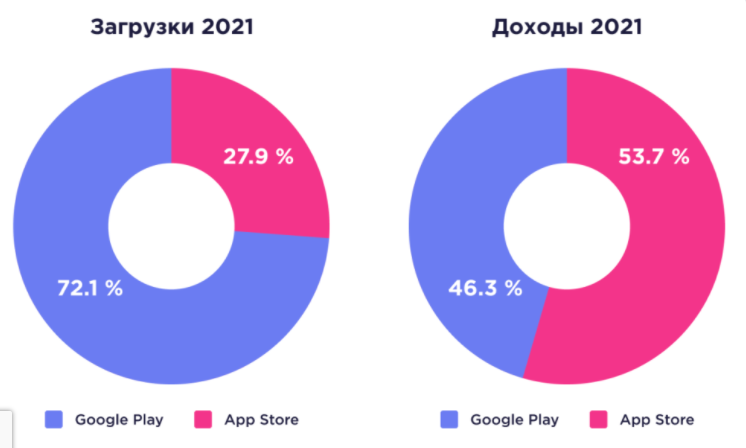 Загрузки 2021
Доходы 2021
27.9 %
72.1 %
53.7 %
46.3 %
Google Play
App Store
Google Play
App Store